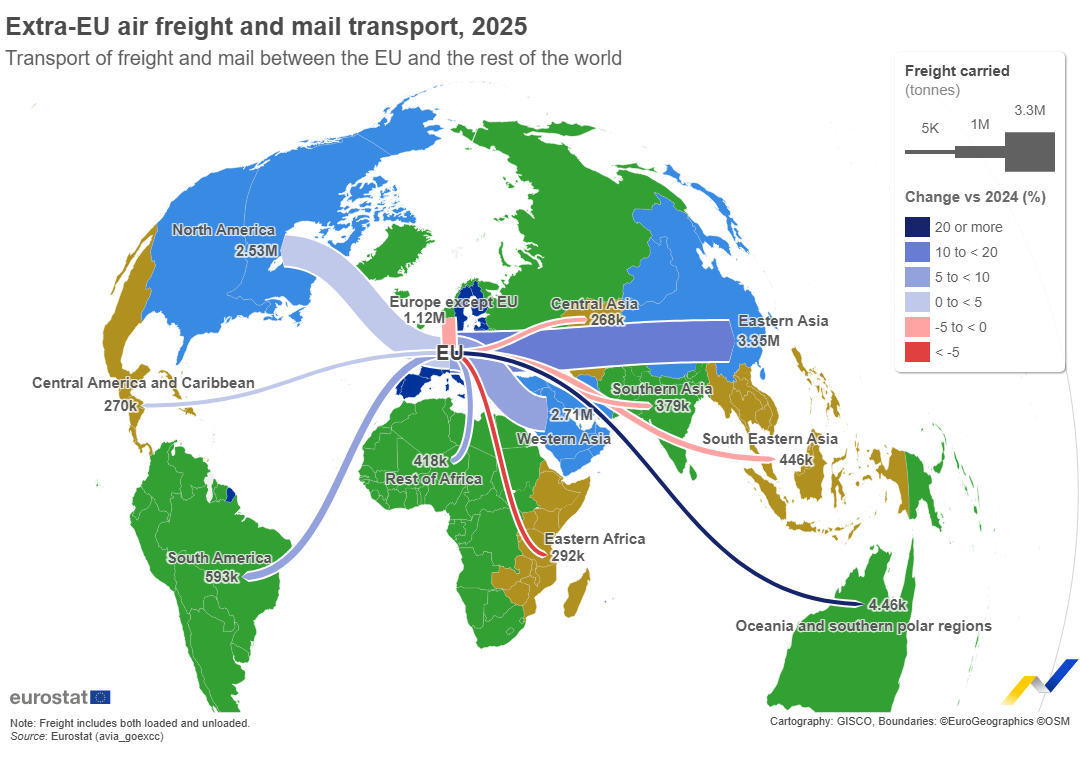 Extra-EU air freight and mail transport, 2025
Transport of freight and mail between the EU and the rest of the world
Freight carried
(tonnes)
5K
1M
3.3M
Change vs 2024 (%)
20 or more
10 to < 20
5 to < 10
0 to < 5
-5 to < 0
< -5
North America
2.53M
Europe except EU
1.12M
Central Asia
268k
Eastern Asia
3.35M
EU
Central America and Caribbean
270k
Southern Asia
379k
2.71M
Western Asia
South Eastern Asia
446k
418k
Rest of Africa
Eastern Africa
292k
South America
593k
4.46k
Oceania and southern polar regions
eurostat
Note: Freight includes both loaded and unloaded.
Source: Eurostat (avia_goexcc)
Cartography: GISCO, Boundaries: ©EuroGeographics ©OSM